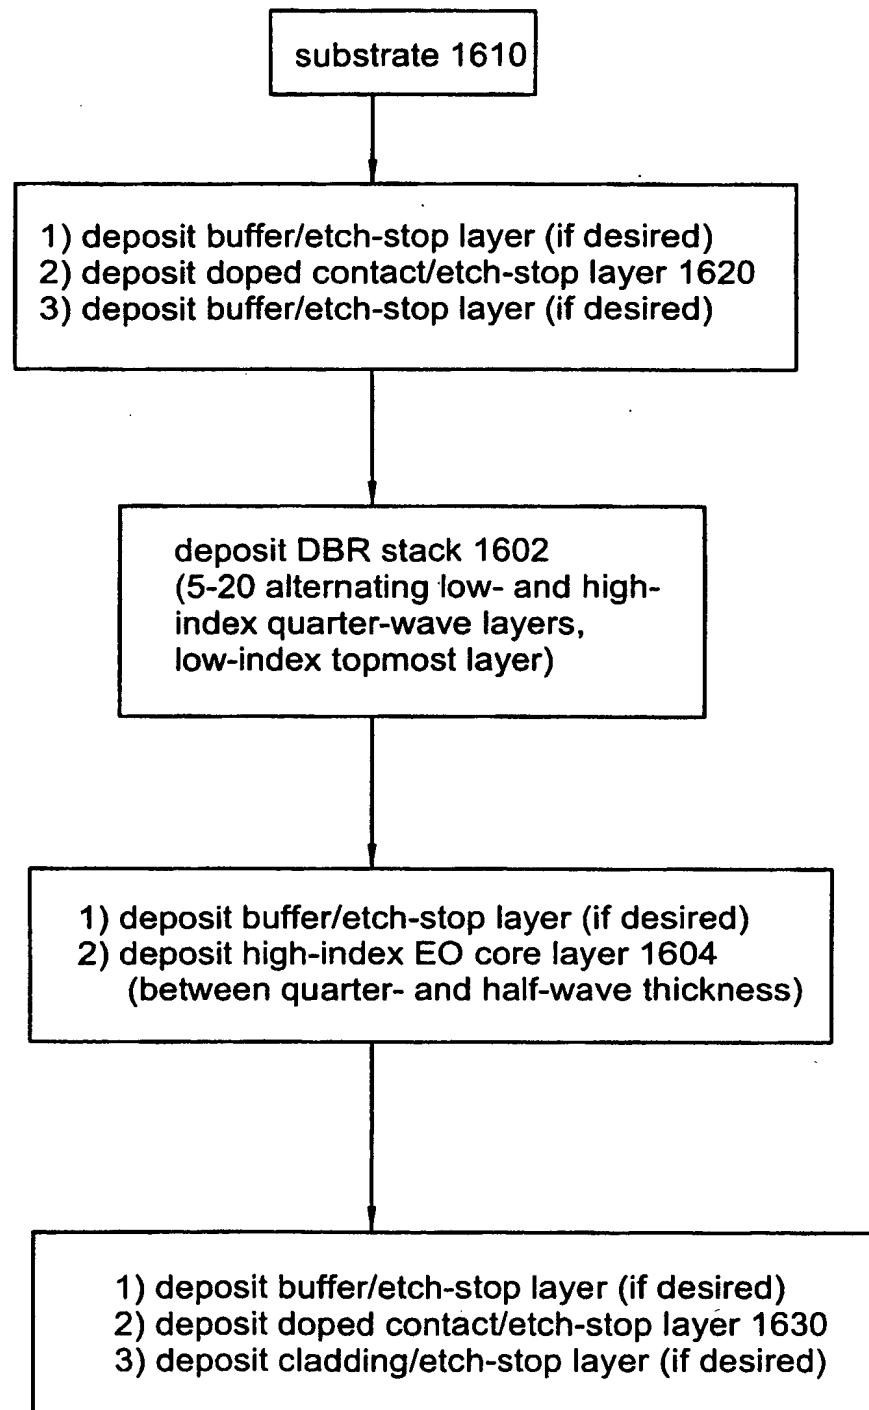 substrate 1610
1) deposit buffer/etch-stop layer (if desired)
2) deposit doped contact/etch-stop layer 1620
3) deposit buffer/etch-stop layer (if desired)
deposit DBR stack 1602
(5-20 alternating low- and high-
index quarter-wave layers,
low-index topmost layer)
1) deposit buffer/etch-stop layer (if desired)
2) deposit high-index EO core layer 1604
(between quarter- and half-wave thickness)
1) deposit buffer/etch-stop layer (if desired)
2) deposit doped contact/etch-stop layer 1630
3) deposit cladding/etch-stop layer (if desired)